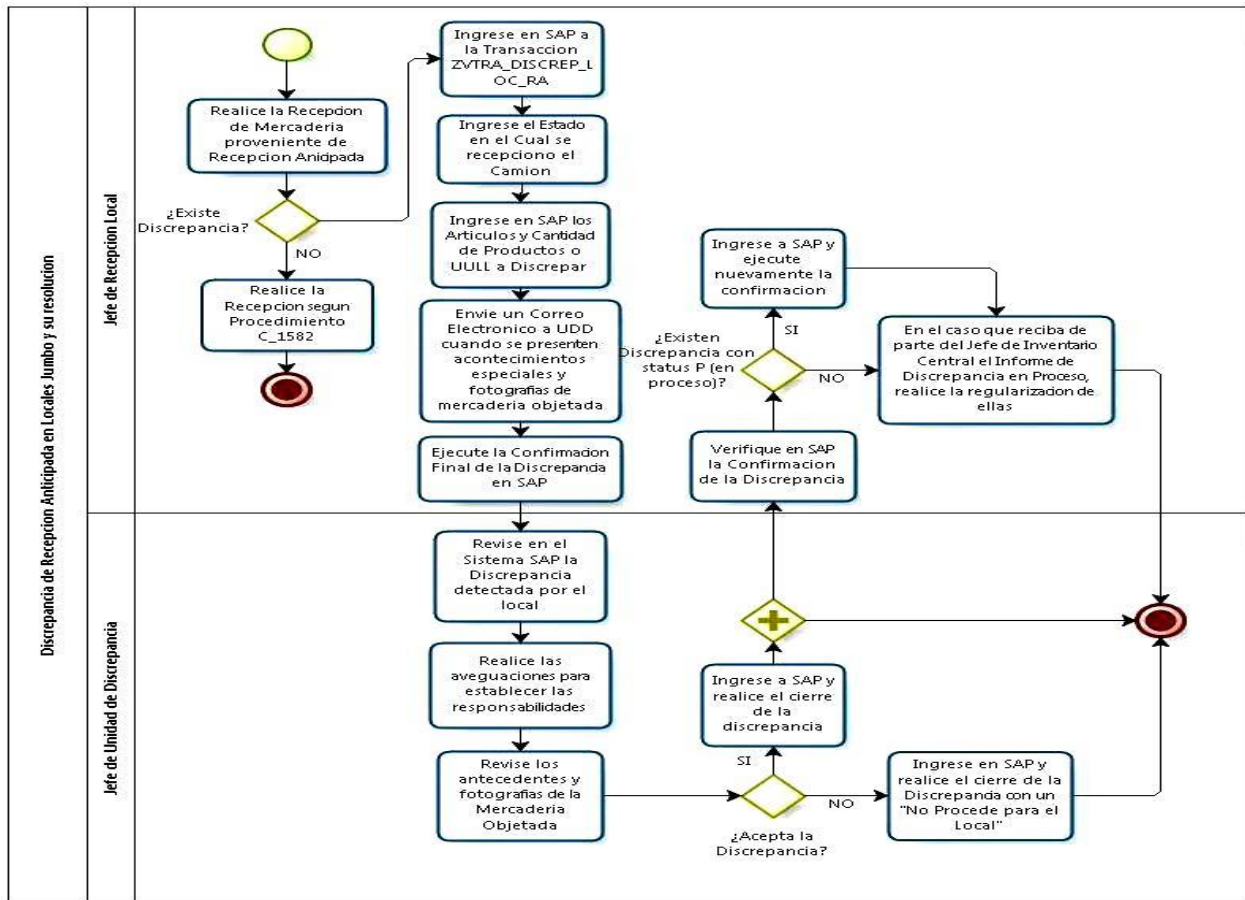 Discrepancia de Recepcion Anticipada en Locales Jumbo y su resolucion
Jefe de Recepcion Local
Realice la Recepcion
de Mercaderia
proveniente de
Recepcion Anicipada
¿Existe
Discrepancia?
NO
Realice la
Recepcion segun
Procedimiento
C_1582
Ingrese en SAP a
la Transaccion
ZVTRA_DISCREP_L
OC_RA
Ingrese el Estado
en el Cual se
recepciono el
Camion
Ingrese en SAP los
Articulos y Cantidad
de Productos o
UULL a Discrepar
Envie un Correo
Electronico a UDD
cuando se presenten
acontecimientos
especiales y
fotografias de
mercaderia objetada
Ejecute la Confirmacion
Final de la Discrepancia
en SAP
Ingrese a SAP y
ejecute
nuevamente la
confirmacion
SI
¿Existen
Discrepancia con
status P (en
proceso)?
NO
En el caso que reciba de
parte del Jefe de Inventario
Central el Informe de
Discrepancia en Proceso,
realice la regularizacion de
ellas
Verifique en SAP
la Confirmacion
de la Discrepancia
Jefe de Unidad de Discrepancia
Revise en el
Sistema SAP la
Discrepancia
detectada por el
local
Realice las
aveguaciones para
establecer las
responsabilidades
Revise los
antecedentes y
fotografias de la
Mercaderia
Objetada
Ingrese a SAP y
realice el cierre
de la
discrepancia
SI
NO
¿Acepta la
Discrepancia?
Ingrese en SAP y
realice el cierre de la
Discrepancia con un
"No Procede para el
Local"